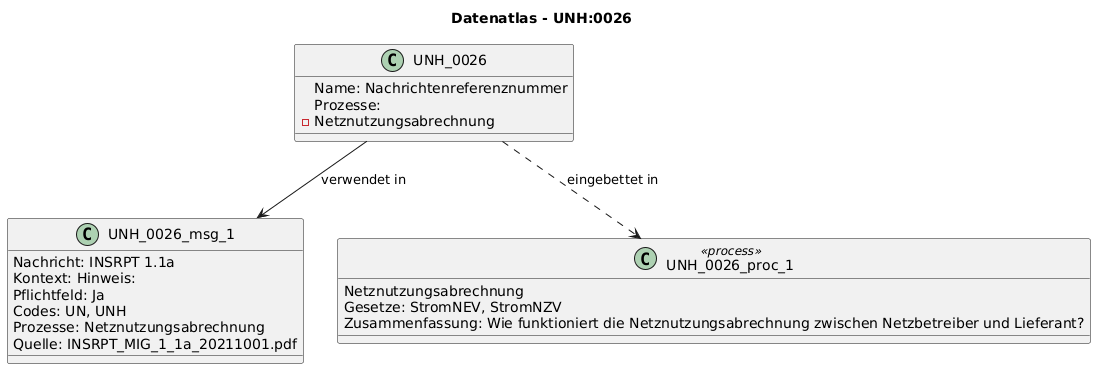 Datenatlas - UNH:0026
C UNH_0026
Name: Nachrichtenreferenznummer
Prozesse:
Netznutzungsabrechnung
verwendet in
eingebettet in
C UNH_0026_msg_1
Nachricht: INSRPT 1.1a
Kontext: Hinweis:
Pflichtfeld: Ja
Codes: UN, UNH
Prozesse: Netznutzungsabrechnung
Quelle: INSRPT_MIG_1_1a_20211001.pdf
«process»
C UNH_0026_proc_1
Netznutzungsabrechnung
Gesetze: StromNEV, StromNZV
Zusammenfassung: Wie funktioniert die Netznutzungsabrechnung zwischen Netzbetreiber und Lieferant?